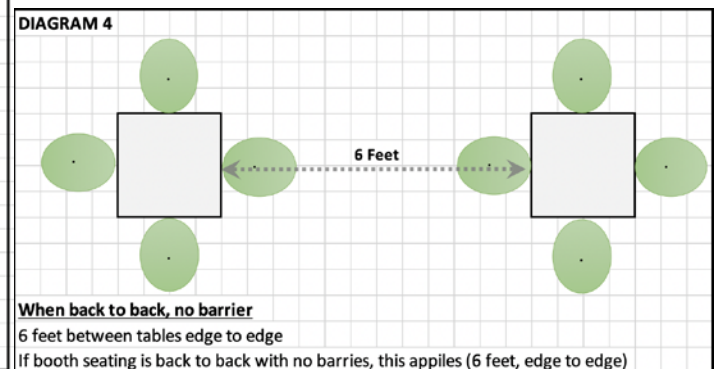 DIAGRAM 4
6 Feet
When back to back, no barrier
6 feet between tables edge to edge
If booth seating is back to back with no barries, this appiles (6 feet, edge to edge)